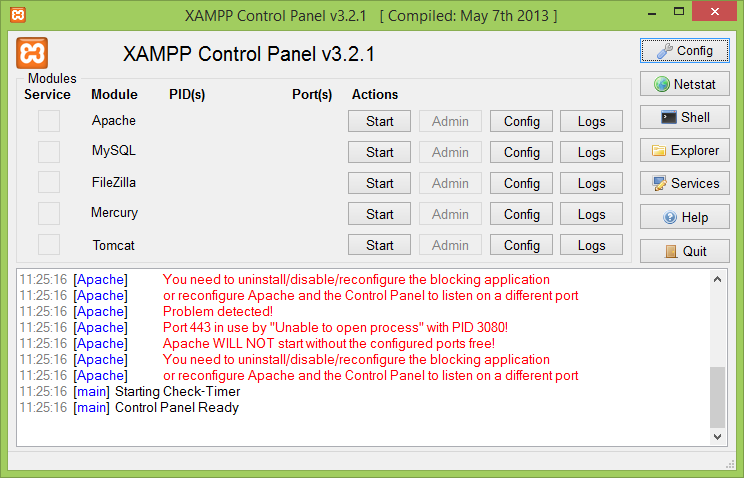 XAMPP Control Panel v3.2.1 [ Compiled: May 7th 2013 ]
XAMPP Control Panel v3.2.1
Config
Modules
Service Module PID(s) Port(s) Actions
Netstat
Apache Start Admin Config Logs
Shell
MySQL Start Admin Config Logs
Explorer
FileZilla Start Admin Config Logs
Services
Mercury Start Admin Config Logs
Help
Tomcat Start Admin Config Logs
Quit
11:25:16 [Apache] You need to uninstall/disable/reconfigure the blocking application
11:25:16 [Apache] or reconfigure Apache and the Control Panel to listen on a different port
11:25:16 [Apache] Problem detected!
11:25:16 [Apache] Port 443 in use by "Unable to open process" with PID 3080!
11:25:16 [Apache] Apache WILL NOT start without the configured ports free!
11:25:16 [Apache] You need to uninstall/disable/reconfigure the blocking application
11:25:16 [Apache] or reconfigure Apache and the Control Panel to listen on a different port
11:25:16 [main] Starting Check-Timer
11:25:16 [main] Control Panel Ready